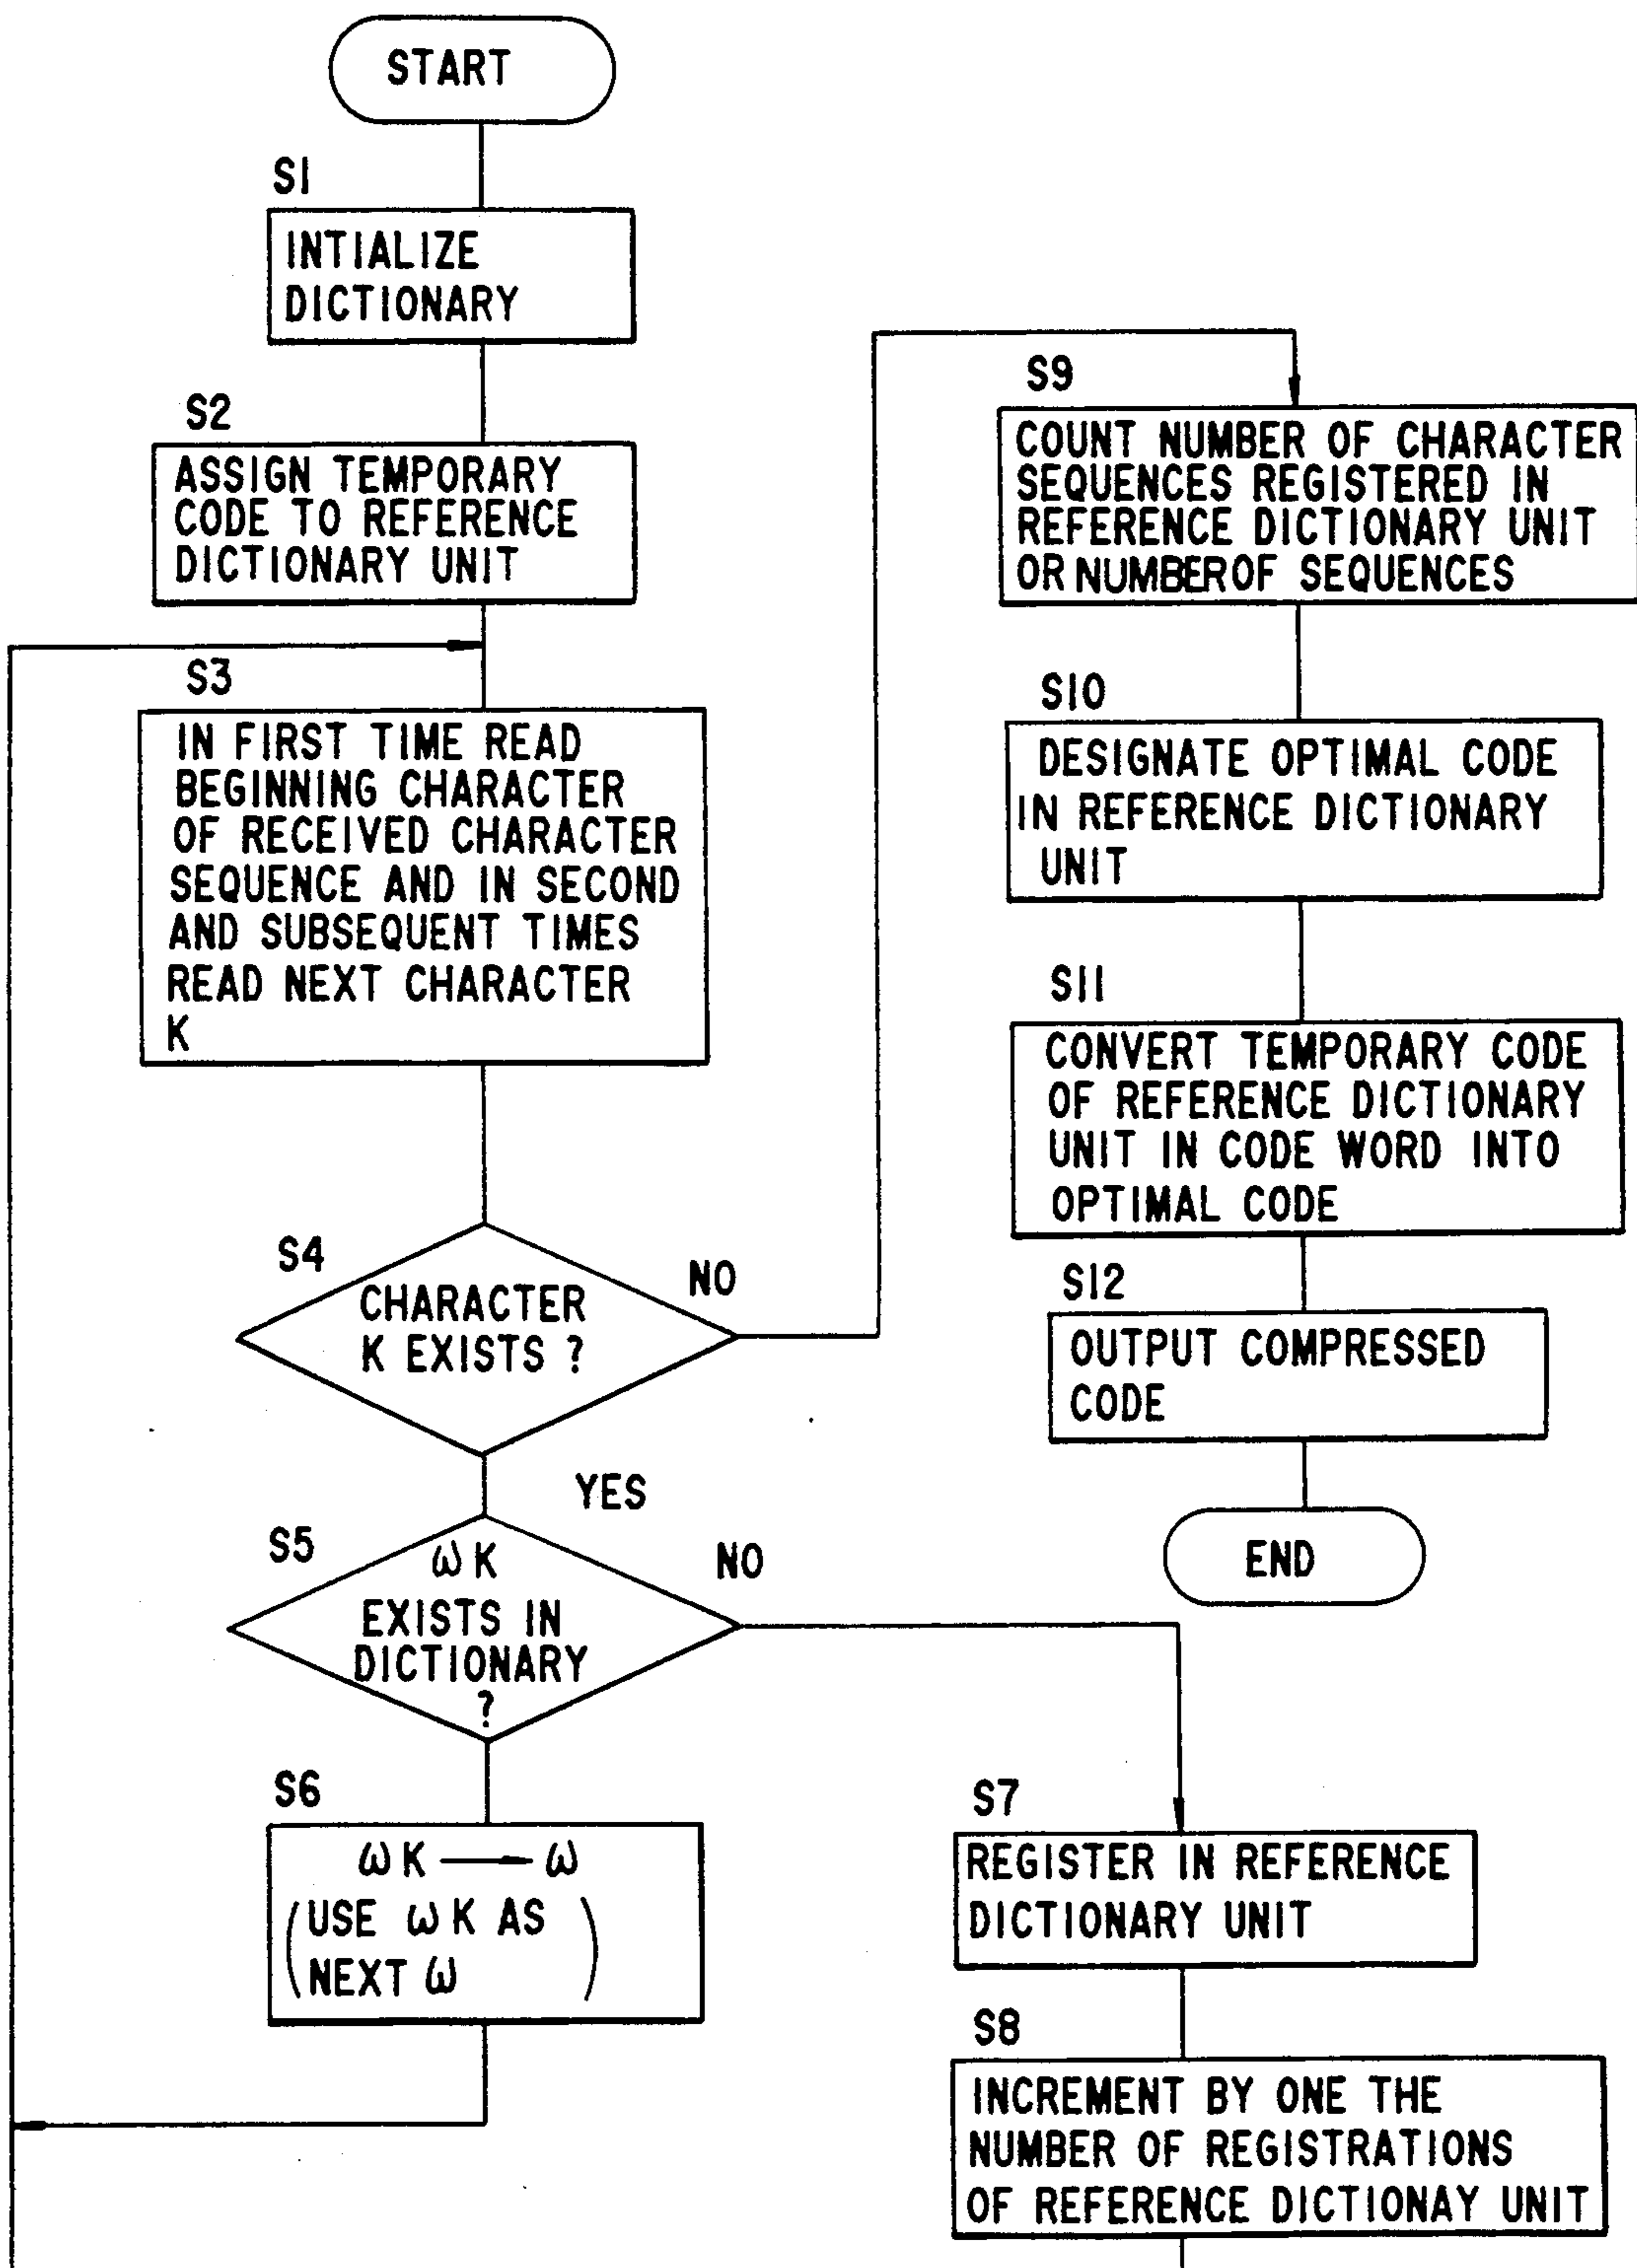 START
S1
INTIALIZE
DICTIONARY
S2
ASSIGN TEMPORARY
CODE TO REFERENCE
DICTIONARY UNIT
S3
IN FIRST TIME READ
BEGINNING CHARACTER
OF RECEIVED CHARACTER
SEQUENCE AND IN SECOND
AND SUBSEQUENT TIMES
READ NEXT CHARACTER
K
S4
CHARACTER
K EXISTS ?
NO
YES
S5
ω K
EXISTS IN
DICTIONARY
?
NO
S6
ω K → ω
(USE ω K AS
NEXT ω)
S7
REGISTER IN REFERENCE
DICTIONARY UNIT
S8
INCREMENT BY ONE THE
NUMBER OF REGISTRATIONS
OF REFERENCE DICTIONAY UNIT
S9
COUNT NUMBER OF CHARACTER
SEQUENCES REGISTERED IN
REFERENCE DICTIONARY UNIT
OR NUMBER OF SEQUENCES
S10
DESIGNATE OPTIMAL CODE
IN REFERENCE DICTIONARY
UNIT
S11
CONVERT TEMPORARY CODE
OF REFERENCE DICTIONARY
UNIT IN CODE WORD INTO
OPTIMAL CODE
S12
OUTPUT COMPRESSED
CODE
END